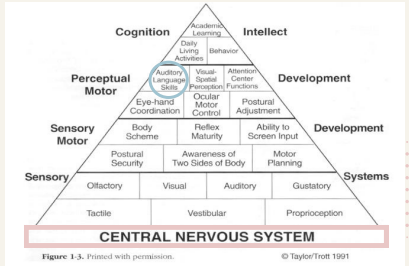 Academic
Learning
Cognition
Intellect
Daily
Living
Activities
Behavior
Perceptual
Motor
Auditory
Language
Skills
Visual-
Spatial
Perception
Attention
Center
Functions
Development
Eye-hand
Coordination
Ocular
Motor
Control
Postural
Adjustment
Sensory
Motor
Body
Scheme
Reflex
Maturity
Ability to
Screen Input
Development
Postural
Security
Awareness of
Two Sides of Body
Motor
Planning
Sensory
Systems
Olfactory
Visual
Auditory
Gustatory
Tactile
Vestibular
Proprioception
CENTRAL NERVOUS SYSTEM
Figure 1-3. Printed with permission.
© Taylor/Trott 1991